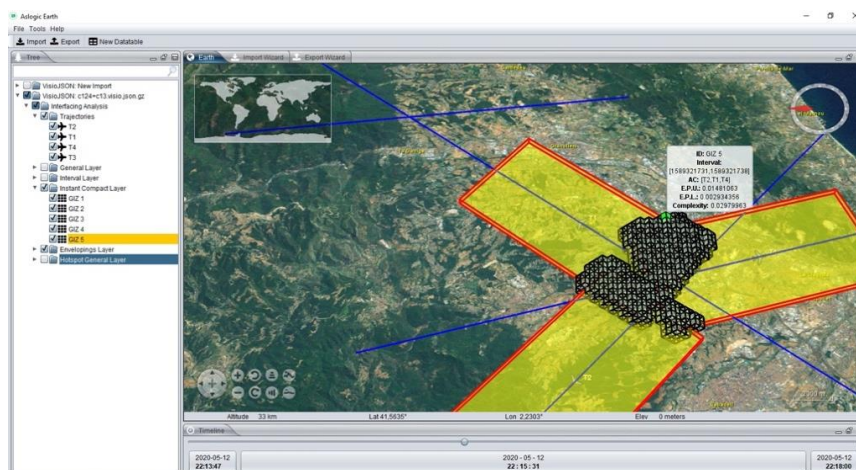 Aslogic Earth
File Tools Help
Import Export New Datatable
Tree
Earth Import Wizard Export Wizard
VisioJSON: New Import
VisioJSON: c124+c13.visio.json.gz
Interfacing Analysis
Trajectories
T2
T1
T4
T3
General Layer
Interval Layer
Instant Compact Layer
GIZ 1
GIZ 2
GIZ 3
GIZ 4
GIZ 5
Envelopings Layer
Hotspot General Layer
ID: GIZ 5
Interval:
[1589321731,1589321738]
AC: [T2,T1,T4]
E.P.U.: 0.01481063
E.P.L.: 0.002934356
Complexity: 0.02979963
T2
Altitude 33 km Lat 41,5635° Lon 2,2303° Elev 0 meters
Timeline
2020-05-12 2020 - 05 - 12 2020-05-12
22:13:47 22 : 15 : 31 22:18:00